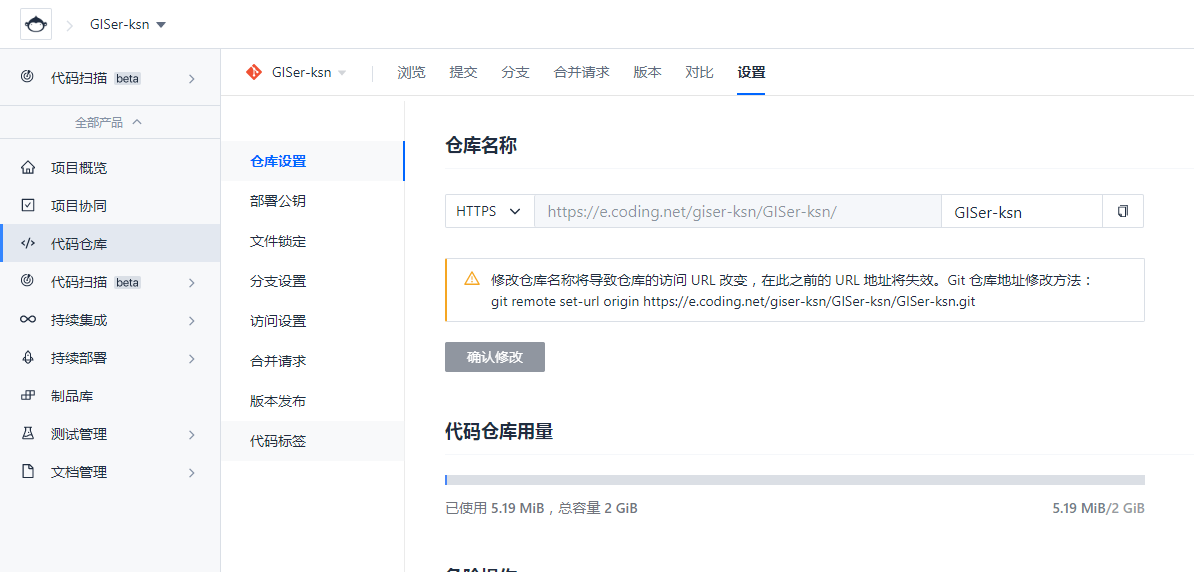 GISer-ksn
代码扫描 beta
全部产品
项目概览
项目协同
代码仓库
代码扫描 beta
持续集成
持续部署
制品库
测试管理
文档管理
GISer-ksn 浏览 提交 分支 合并请求 版本 对比 设置
仓库设置
部署公钥
文件锁定
分支设置
访问设置
合并请求
版本发布
代码标签
仓库名称
HTTPS https://e.coding.net/giser-ksn/GISer-ksn/ GISer-ksn
修改仓库名称将导致仓库的访问 URL 改变，在此之前的 URL 地址将失效。Git 仓库地址修改方法：
git remote set-url origin https://e.coding.net/giser-ksn/GISer-ksn/GISer-ksn.git
确认修改
代码仓库用量
已使用 5.19 MiB，总容量 2 GiB 5.19 MiB/2 GiB